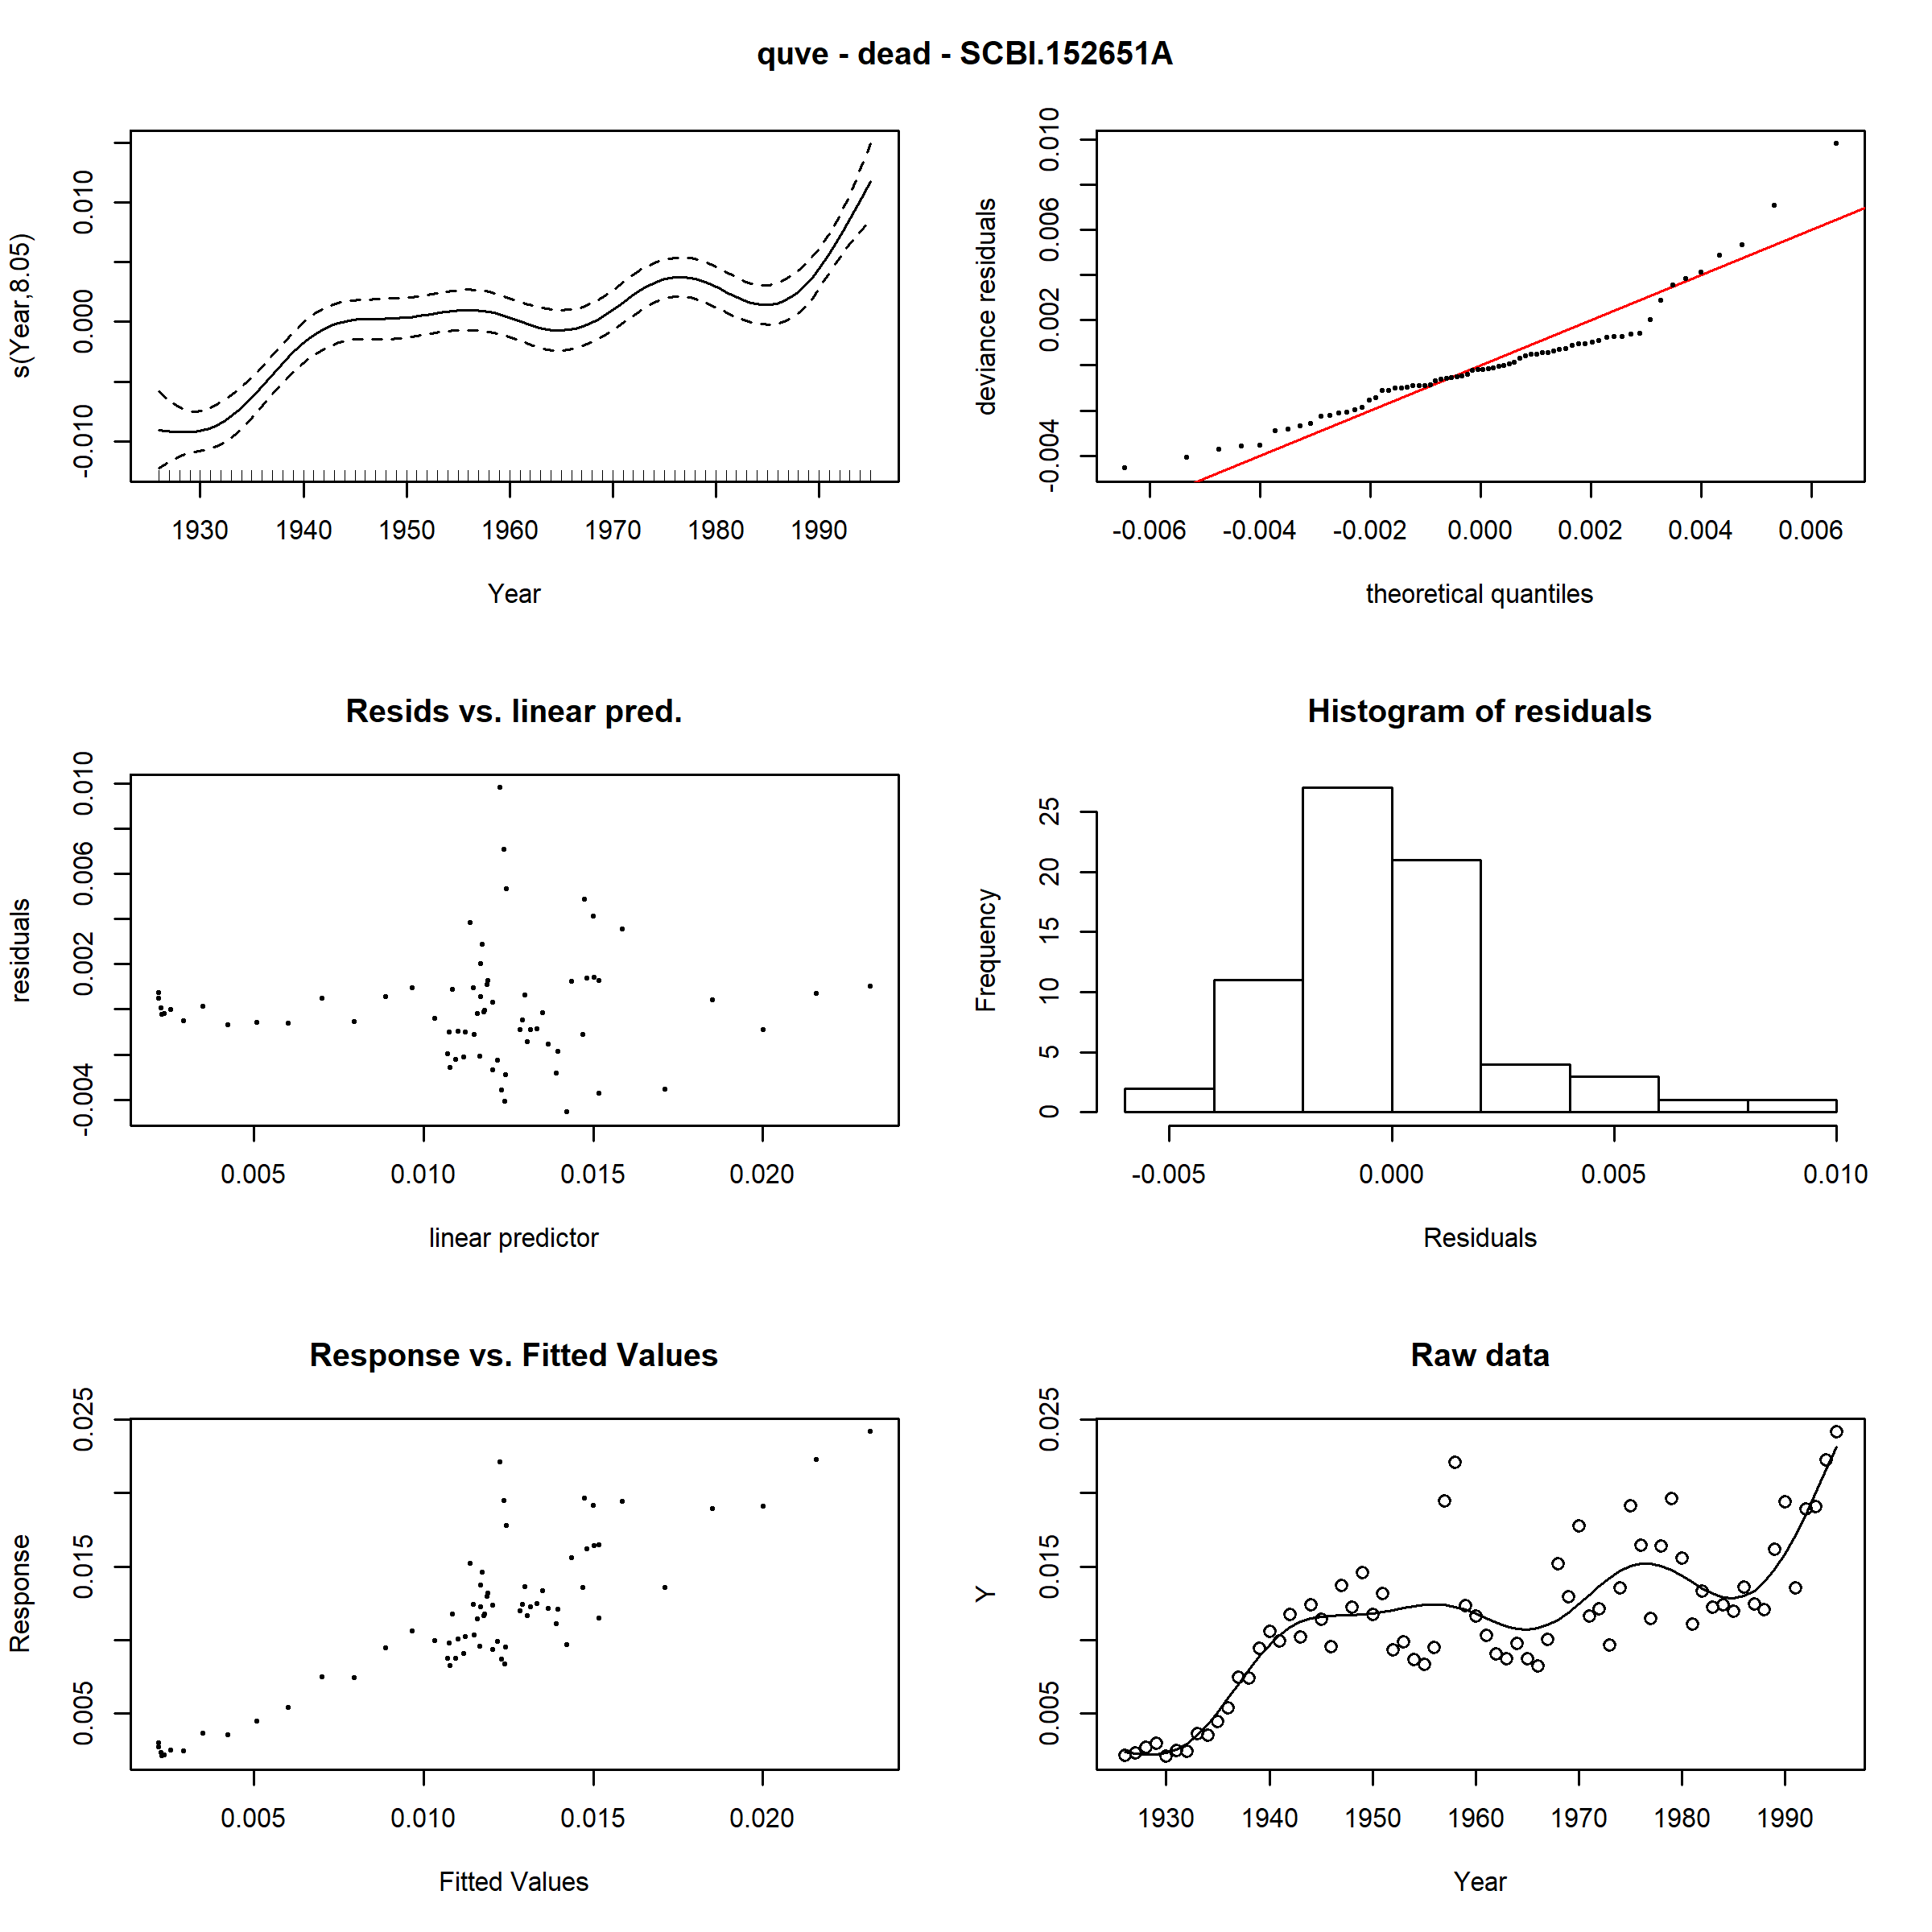 quve - dead - SCBI.152651A
s(Year,8.05)
-0.010 0.000 0.010
1930 1940 1950 1960 1970 1980 1990
Year
deviance residuals
-0.004 0.002 0.006 0.010
-0.006 -0.004 -0.002 0.000 0.002 0.004 0.006
theoretical quantiles
Resids vs. linear pred.
residuals
-0.004 0.002 0.006 0.010
0.005 0.010 0.015 0.020
linear predictor
Histogram of residuals
Frequency
0 5 10 15 20 25
-0.005 0.000 0.005 0.010
Residuals
Response vs. Fitted Values
Response
0.005 0.015 0.025
0.005 0.010 0.015 0.020
Fitted Values
Raw data
Y
0.005 0.015 0.025
1930 1940 1950 1960 1970 1980 1990
Year